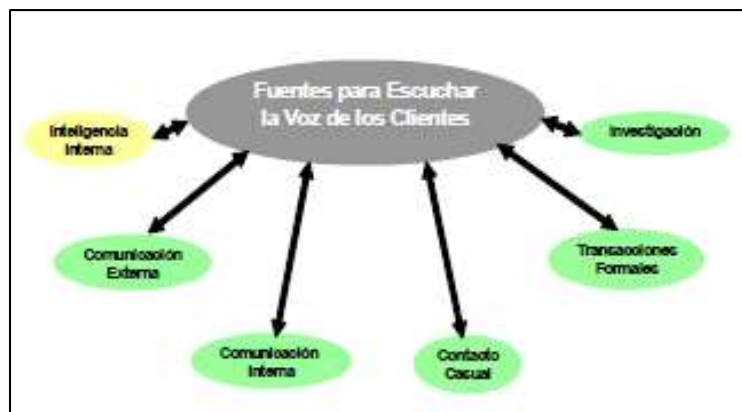 Fuentes para Escuchar
la Voz de los Clientes
Inteligencia
Interna
Investigación
Comunicación
Externa
Transacciones
Formales
Comunicación
Interna
Contacto
Casual